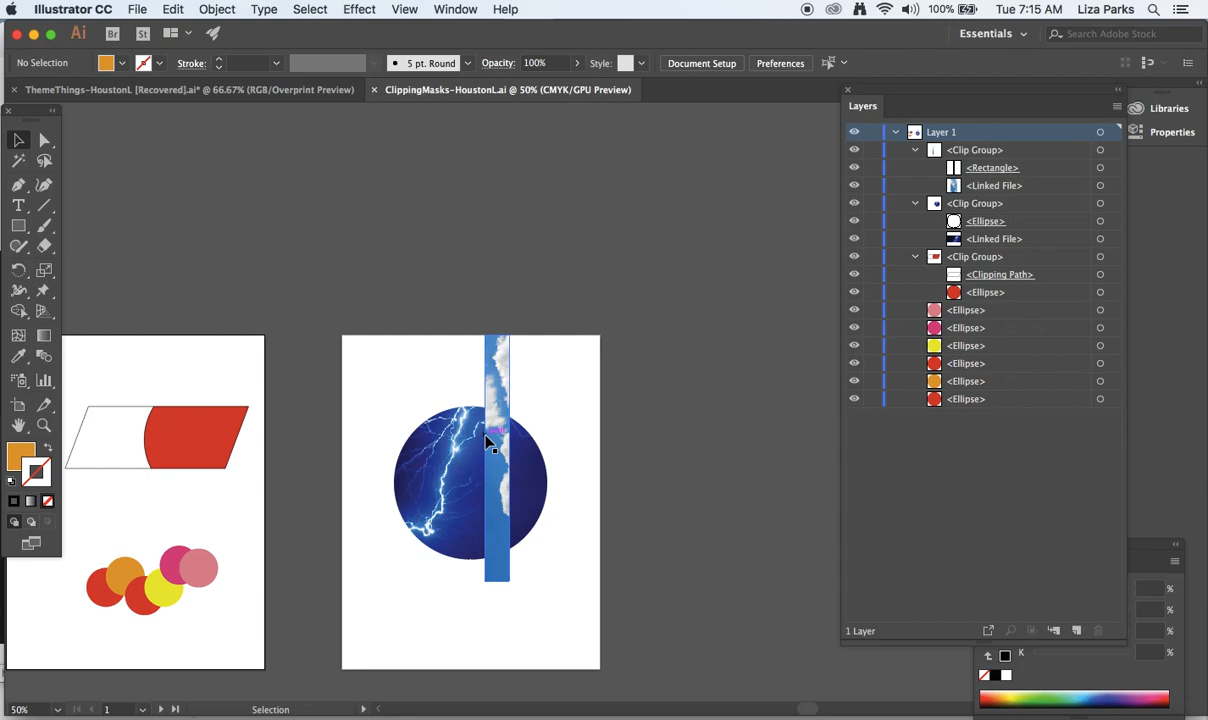 Illustrator CC File Edit Object Type Select Effect View Window Help 100% Tue 7:15 AM Liza Parks
Ai Br St Essentials Search Adobe Stock
No Selection Stroke: 5 pt. Round Opacity: 100% Style: Document Setup Preferences
ThemeThings-HoustonL [Recovered].ai* @ 66.67% (RGB/Overprint Preview) ClippingMasks-HoustonL.ai @ 50% (CMYK/GPU Preview)
Layers
Libraries
Properties
Layer 1
<Clip Group>
<Rectangle>
<Linked File>
<Clip Group>
<Ellipse>
<Linked File>
<Clip Group>
<Clipping Path>
<Ellipse>
<Ellipse>
<Ellipse>
<Ellipse>
<Ellipse>
<Ellipse>
<Ellipse>
%
%
1 Layer
%
K %
50% 1 Selection